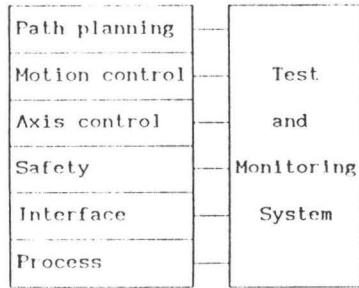 Path planning
Motion control
Axis control
Safety
Interface
Process
Test
and
Monitoring
System